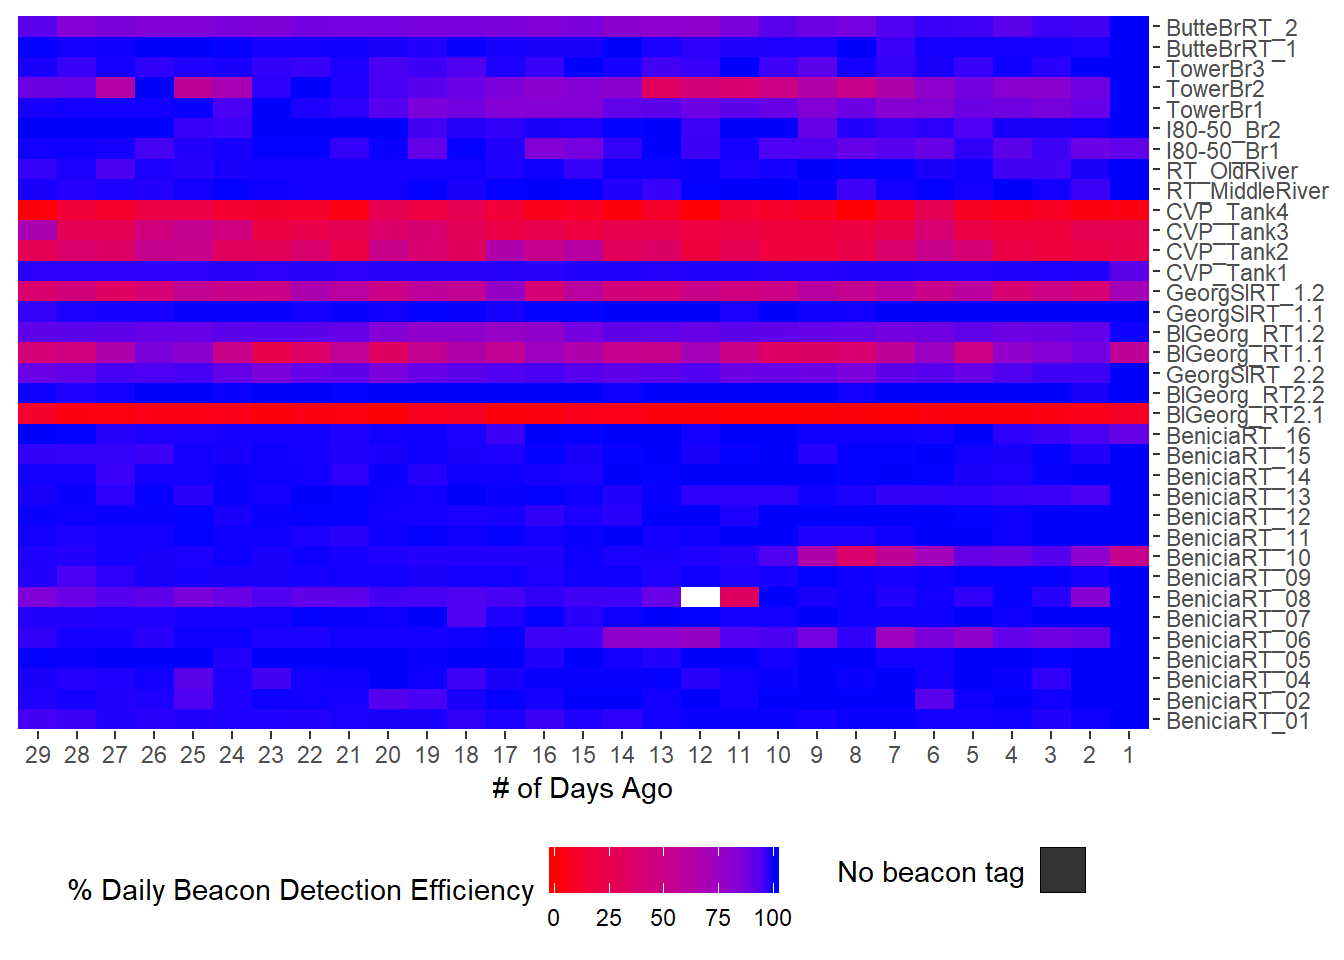 ButteBrRT_2
ButteBrRT_1
TowerBr3
TowerBr2
TowerBr1
I80-50_Br2
I80-50_Br1
RT_OldRiver
RT_MiddleRiver
CVP_Tank4
CVP_Tank3
CVP_Tank2
CVP_Tank1
GeorgSlRT_1.2
GeorgSlRT_1.1
BlGeorg_RT1.2
BlGeorg_RT1.1
GeorgSlRT_2.2
BlGeorg_RT2.2
BlGeorg_RT2.1
BeniciaRT_16
BeniciaRT_15
BeniciaRT_14
BeniciaRT_13
BeniciaRT_12
BeniciaRT_11
BeniciaRT_10
BeniciaRT_09
BeniciaRT_08
BeniciaRT_07
BeniciaRT_06
BeniciaRT_05
BeniciaRT_04
BeniciaRT_02
BeniciaRT_01
29 28 27 26 25 24 23 22 21 20 19 18 17 16 15 14 13 12 11 10 9 8 7 6 5 4 3 2 1
# of Days Ago
% Daily Beacon Detection Efficiency
0 25 50 75 100
No beacon tag